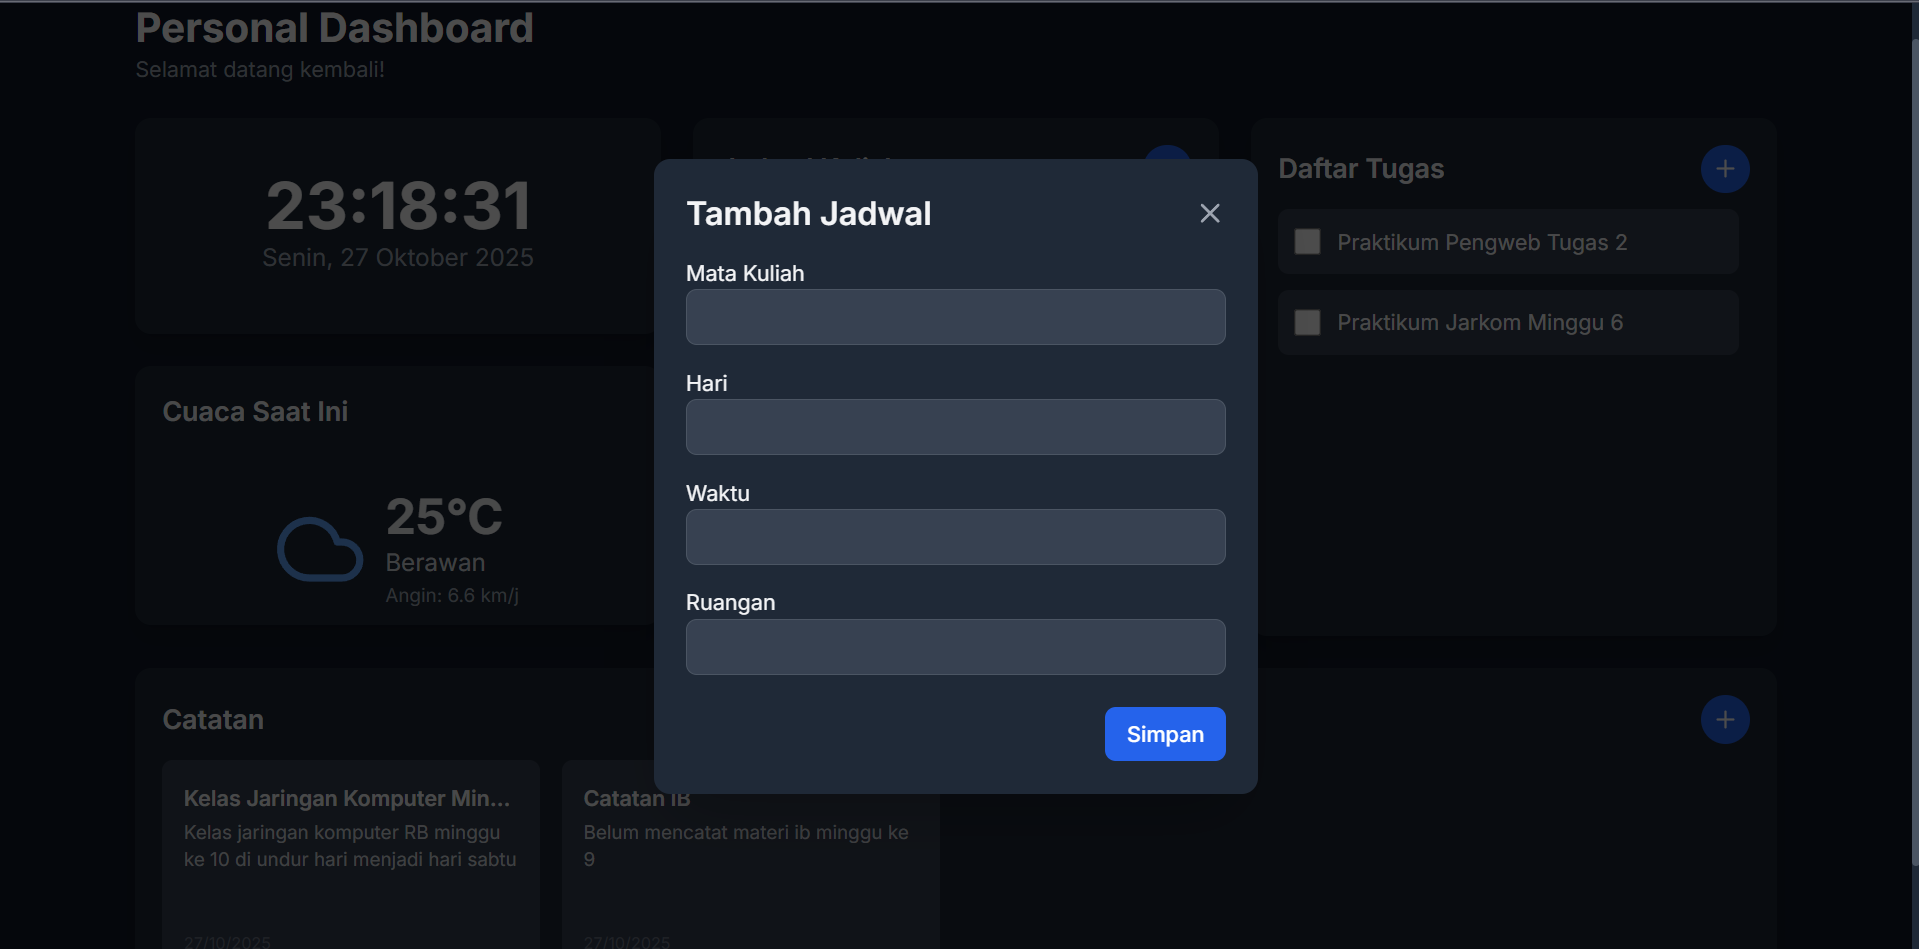 Personal Dashboard
Selamat datang kembali!
23:18:31
Senin, 27 Oktober 2025
Cuaca Saat Ini
25°C
Berawan
Angin: 6.6 km/j
Tambah Jadwal
Mata Kuliah
Hari
Waktu
Ruangan
Simpan
Daftar Tugas
Praktikum Pengweb Tugas 2
Praktikum Jarkom Minggu 6
Catatan
Kelas Jaringan Komputer Min...
Kelas jaringan komputer RB minggu
ke 10 di undur hari menjadi hari sabtu
27/10/2025
Catatan IB
Belum mencatat materi ib minggu ke
9
27/10/2025